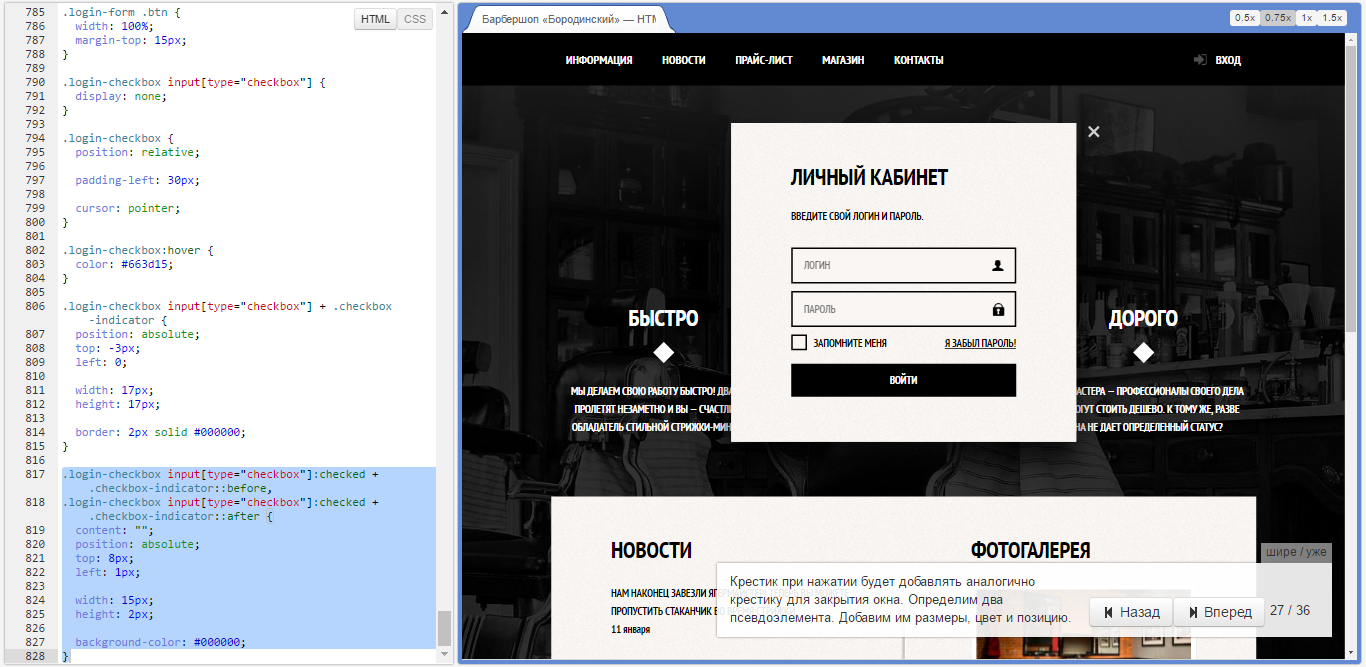 785 .login-form .btn {
786 width: 100%;
787 margin-top: 15px;
788 }
789
790 .login-checkbox input[type="checkbox"] {
791 display: none;
792 }
793
794 .login-checkbox {
795 position: relative;
796
797 padding-left: 30px;
798
799 cursor: pointer;
800 }
801
802 .login-checkbox:hover {
803 color: #663d15;
804 }
805
806 .login-checkbox input[type="checkbox"] + .checkbox
-indicator {
807 position: absolute;
808 top: -3px;
809 left: 0;
810
811 width: 17px;
812 height: 17px;
813
814 border: 2px solid #000000;
815 }
816
817 .login-checkbox input[type="checkbox"]:checked +
.checkbox-indicator::before,
818 .login-checkbox input[type="checkbox"]:checked +
.checkbox-indicator::after {
819 content: "";
820 position: absolute;
821 top: 8px;
822 left: 1px;
823
824 width: 15px;
825 height: 2px;
826
827 background-color: #000000;
828 }
HTML CSS
Барбершоп «Бородинский» — HTM
0.5x 0.75x 1x 1.5x
ИНФОРМАЦИЯ НОВОСТИ ПРАЙС-ЛИСТ МАГАЗИН КОНТАКТЫ ВХОД
ЛИЧНЫЙ КАБИНЕТ
ВВЕДИТЕ СВОЙ ЛОГИН И ПАРОЛЬ.
ЛОГИН
ПАРОЛЬ
ЗАПОМНИТЕ МЕНЯ Я ЗАБЫЛ ПАРОЛЬ!
ВОЙТИ
БЫСТРО
МЫ ДЕЛАЕМ СВОЮ РАБОТУ БЫСТРО! ДВА
ПРОЛЕТЯТ НЕЗАМЕТНО И ВЫ — СЧАСТЛИ
ОБЛАДАТЕЛЬ СТИЛЬНОЙ СТРИЖКИ-МИН
ДОРОГО
АСТЕРА — ПРОФЕССИОНАЛЫ СВОЕГО ДЕЛА
ОГУТ СТОИТЬ ДЕШЕВО. К ТОМУ ЖЕ, РАЗВЕ
НА НЕ ДАЕТ ОПРЕДЕЛЕННЫЙ СТАТУС?
НОВОСТИ
НАМ НАКОНЕЦ ЗАВЕЗЛИ
ПРОПУСТИТЬ СТАКАНЧИК
11 января
ФОТОГАЛЕРЕЯ
шире / уже
Крестик при нажатии будет добавлять аналогично
крестику для закрытия окна. Определим два
псевдоэлемента. Добавим им размеры, цвет и позицию.
Назад Вперед 27 / 36